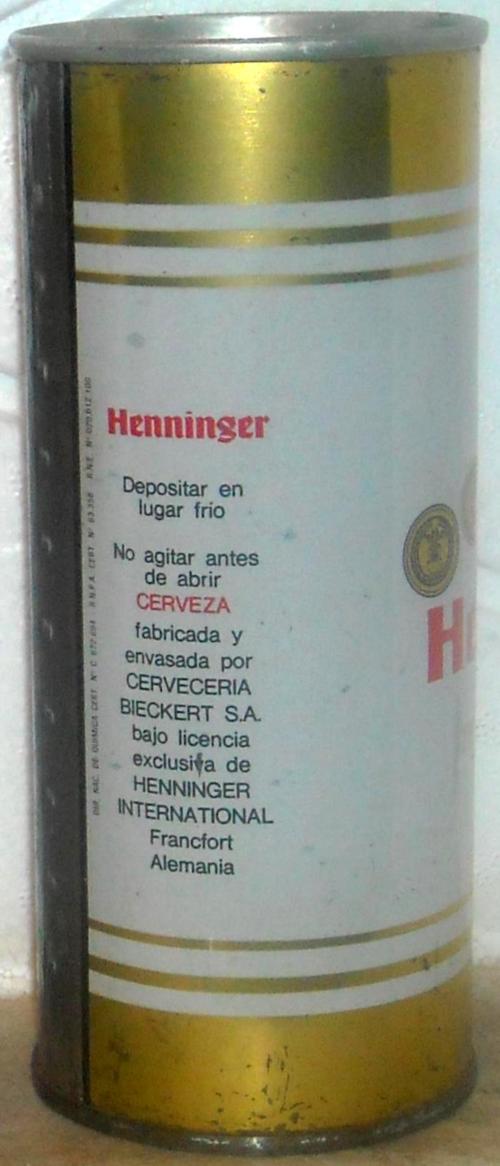 Henninger
Depositar en
lugar frio
No agitar antes
de abrir
CERVEZA
fabricada y
envasada por
CERVECERIA
BIECKERT S.A.
bajo licencia
exclusiva de
HENNINGER
INTERNATIONAL
Francfort
Alemania